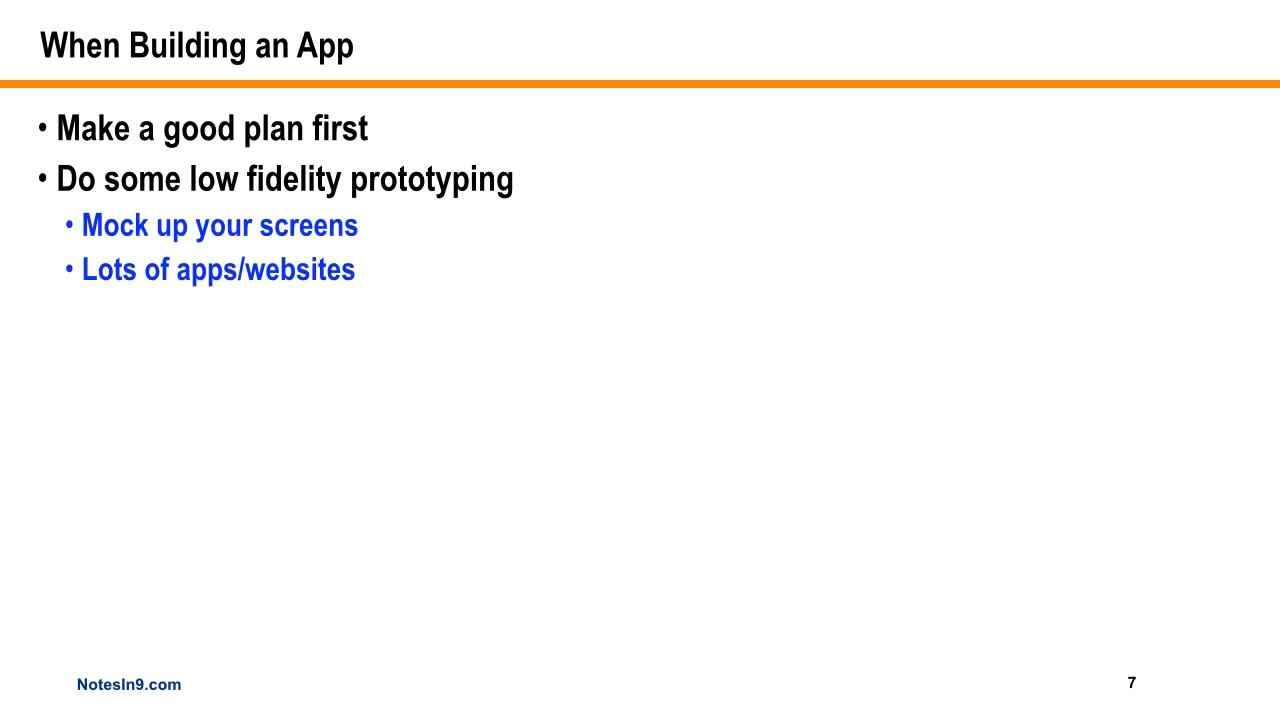 When Building an App
• Make a good plan first
• Do some low fidelity prototyping
• Mock up your screens
• Lots of apps/websites
NotesIn9.com
7